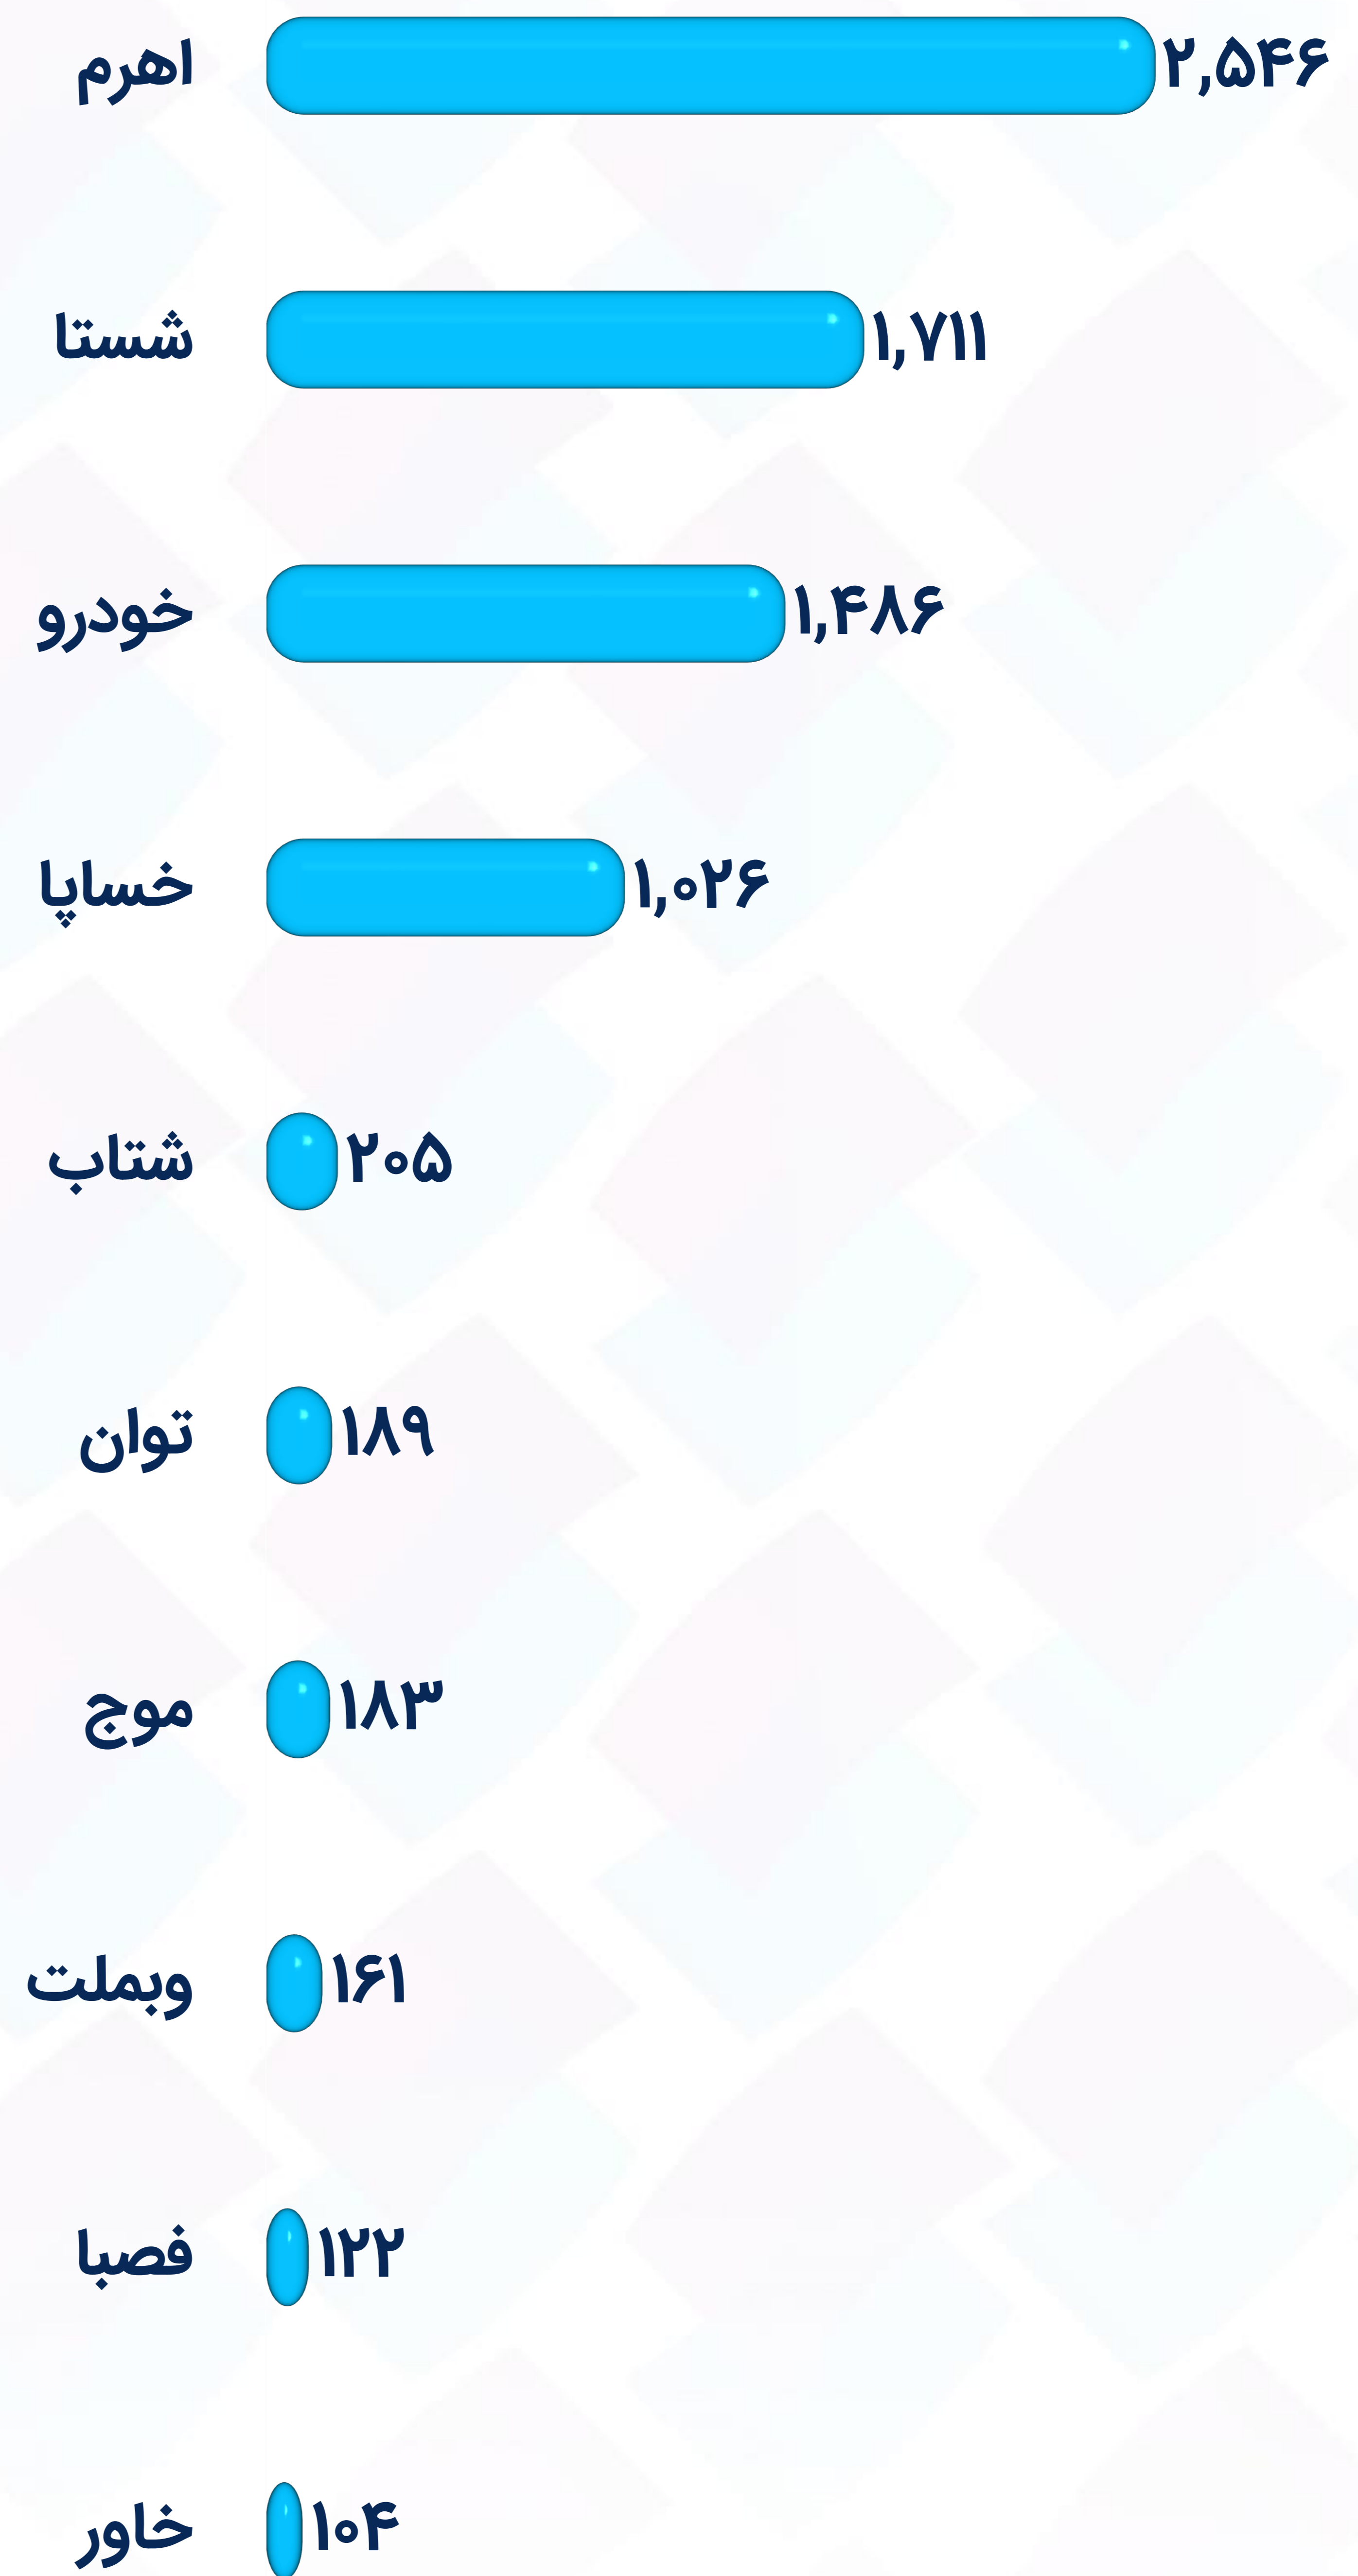 اهرم ۲,۵۴۶
شستا ۱,۷۱۱
خودرو ۱,۴۸۶
خساپا ۱,۰۲۶
شتاب ۲۰۵
توان ۱۸۹
موج ۱۸۳
وبملت ۱۶۱
فصبا ۱۲۲
خاور ۱۰۴